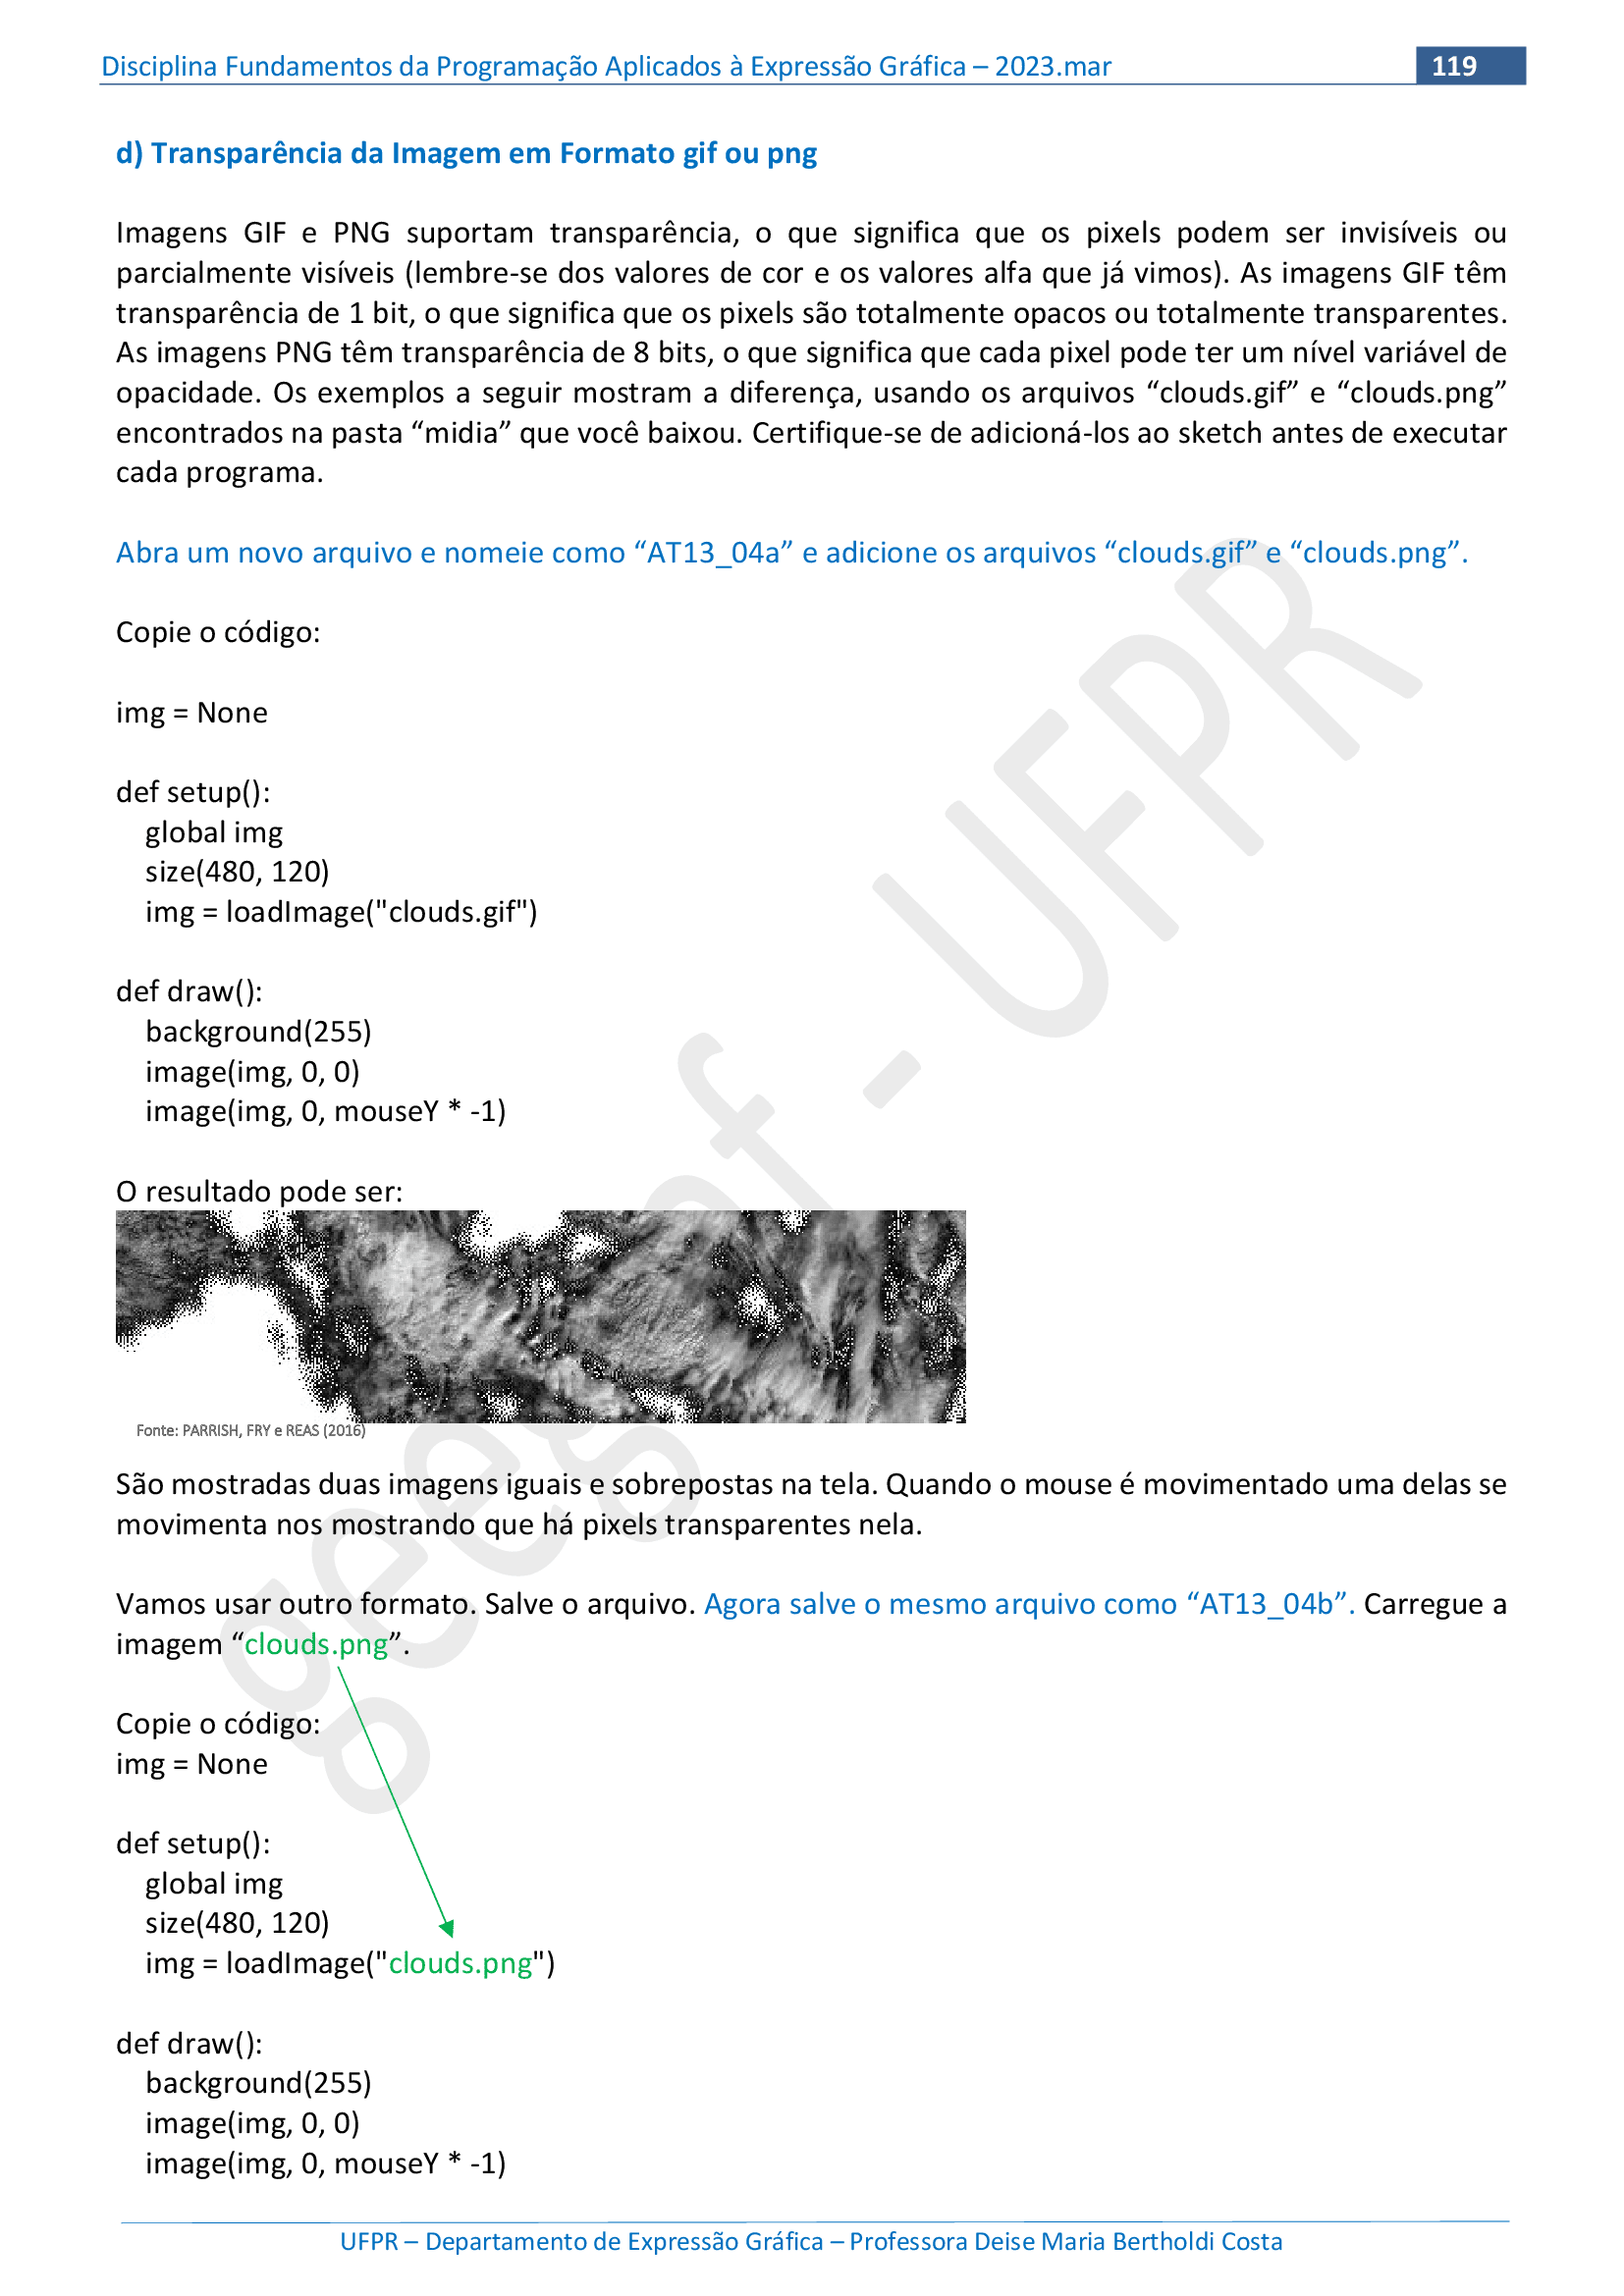 Disciplina Fundamentos da Programação Aplicados à Expressão Gráfica – 2023.mar 119
d) Transparência da Imagem em Formato gif ou png
Imagens GIF e PNG suportam transparência, o que significa que os pixels podem ser invisíveis ou
parcialmente visíveis (lembre-se dos valores de cor e os valores alfa que já vimos). As imagens GIF têm
transparência de 1 bit, o que significa que os pixels são totalmente opacos ou totalmente transparentes.
As imagens PNG têm transparência de 8 bits, o que significa que cada pixel pode ter um nível variável de
opacidade. Os exemplos a seguir mostram a diferença, usando os arquivos “clouds.gif” e “clouds.png”
encontrados na pasta “midia” que você baixou. Certifique-se de adicioná-los ao sketch antes de executar
cada programa.
Abra um novo arquivo e nomeie como “AT13_04a” e adicione os arquivos “clouds.gif” e “clouds.png”.
Copie o código:
img = None
def setup():
global img
size(480, 120)
img = loadImage("clouds.gif")
def draw():
background(255)
image(img, 0, 0)
image(img, 0, mouseY * -1)
O resultado pode ser:
Fonte: PARRISH, FRY e REAS (2016)
São mostradas duas imagens iguais e sobrepostas na tela. Quando o mouse é movimentado uma delas se
movimenta nos mostrando que há pixels transparentes nela.
Vamos usar outro formato. Salve o arquivo. Agora salve o mesmo arquivo como “AT13_04b”. Carregue a
imagem “clouds.png”.
Copie o código:
img = None
def setup():
global img
size(480, 120)
img = loadImage("clouds.png")
def draw():
background(255)
image(img, 0, 0)
image(img, 0, mouseY * -1)
UFPR – Departamento de Expressão Gráfica – Professora Deise Maria Bertholdi Costa